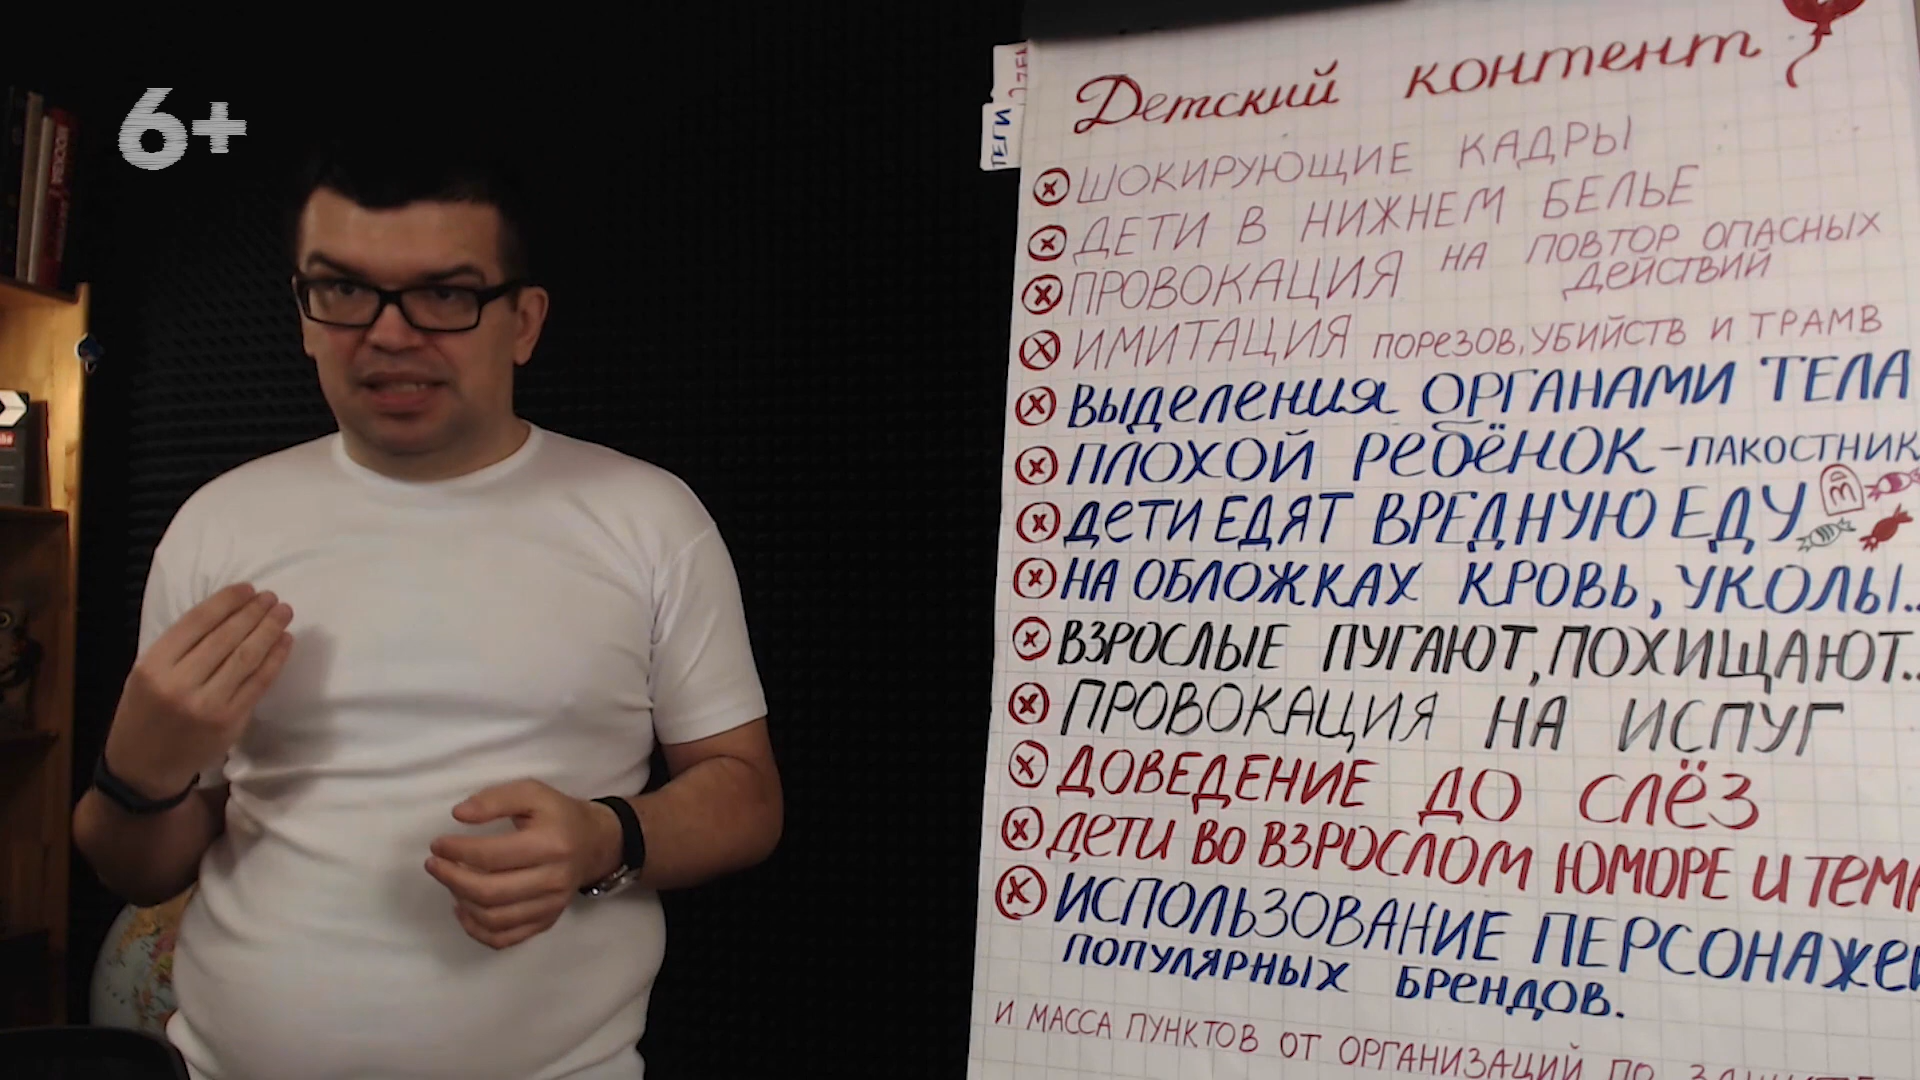 6+
ТЕГИ
Детский контент
ШОКИРУЮЩИЕ КАДРЫ
ДЕТИ В НИЖНЕМ БЕЛЬЕ
ПРОВОКАЦИЯ НА ПОВТОР ОПАСНЫХ
ДЕЙСТВИЙ
ИМИТАЦИЯ ПОРЕЗОВ, УБИЙСТВ И ТРАМВ
ВЫДЕЛЕНИЯ ОРГАНАМИ ТЕЛА
ПЛОХОЙ РЕБЁНОК - ПАКОСТНИК
ДЕТИ ЕДЯТ ВРЕДНУЮ ЕДУ
НА ОБЛОЖКАХ КРОВЬ, УКОЛЫ..
ВЗРОСЛЫЕ ПУГАЮТ, ПОХИЩАЮТ..
ПРОВОКАЦИЯ НА ИСПУГ
ДОВЕДЕНИЕ ДО СЛЁЗ
ДЕТИ ВО ВЗРОСЛОМ ЮМОРЕ И ТЕМА
ИСПОЛЬЗОВАНИЕ ПЕРСОНАЖЕЙ
ПОПУЛЯРНЫХ БРЕНДОВ.
И МАССА ПУНКТОВ ОТ ОРГАНИЗАЦИЙ ПО